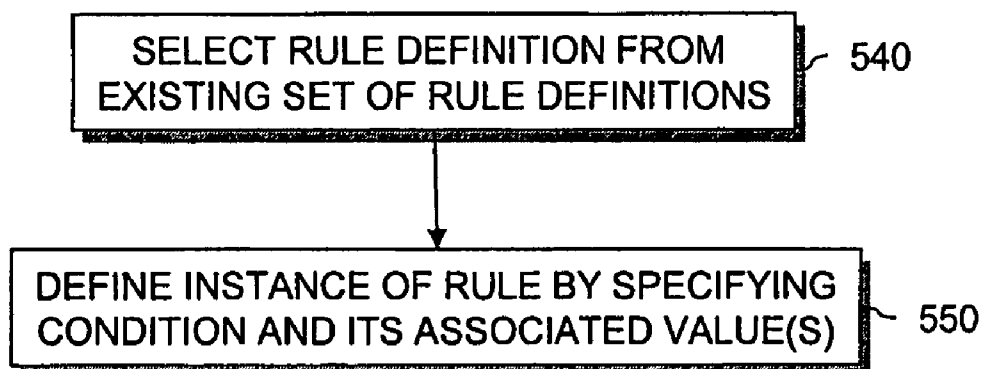 SELECT RULE DEFINITION FROM
EXISTING SET OF RULE DEFINITIONS
540
DEFINE INSTANCE OF RULE BY SPECIFYING
CONDITION AND ITS ASSOCIATED VALUE(S)
550